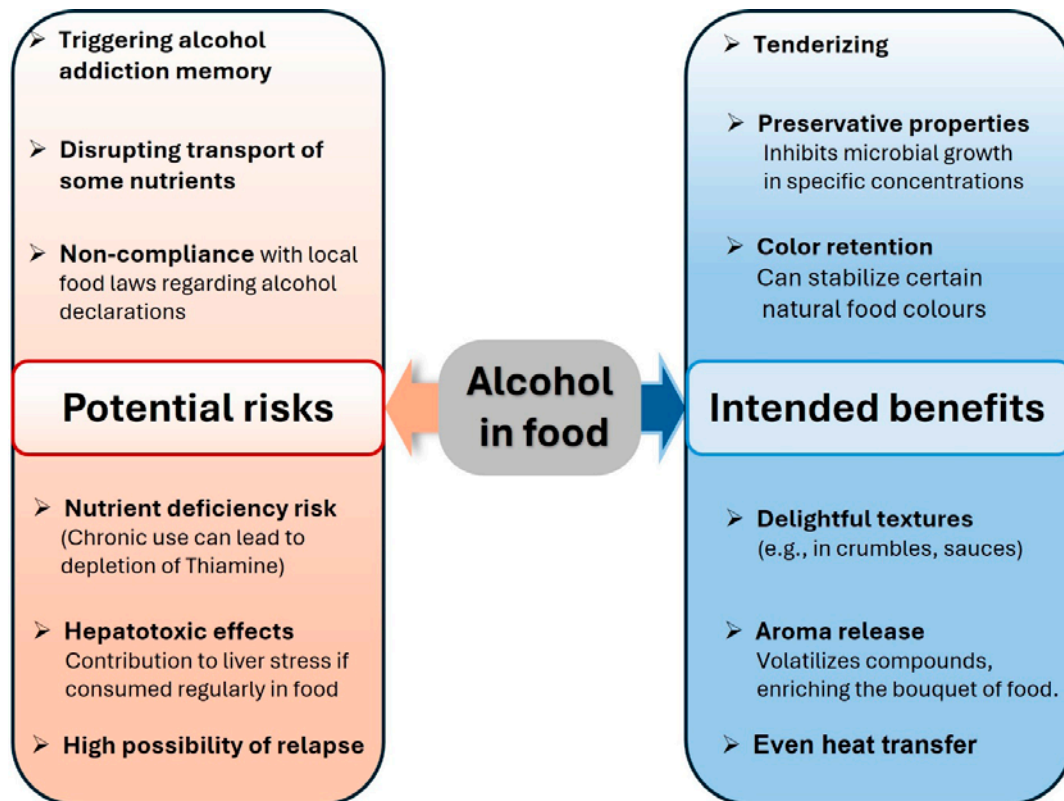 ➢ Triggering alcohol
addiction memory
➢ Disrupting transport of
some nutrients
➢ Non-compliance with local
food laws regarding alcohol
declarations
Potential risks
➢ Nutrient deficiency risk
(Chronic use can lead to
depletion of Thiamine)
➢ Hepatotoxic effects
Contribution to liver stress if
consumed regularly in food
➢ High possibility of relapse
Alcohol
in food
➢ Tenderizing
➢ Preservative properties
Inhibits microbial growth
in specific concentrations
➢ Color retention
Can stabilize certain
natural food colours
Intended benefits
➢ Delightful textures
(e.g., in crumbles, sauces)
➢ Aroma release
Volatilizes compounds,
enriching the bouquet of food.
➢ Even heat transfer